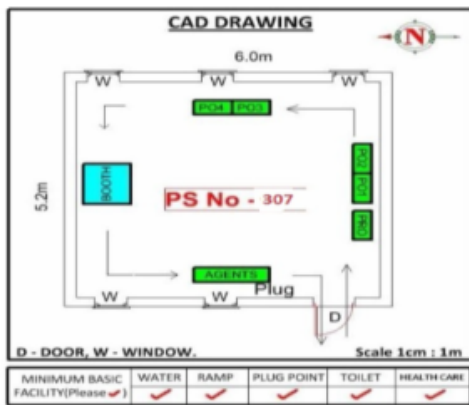 CAD DRAWING
N
6.0m
W W W
PO4 PO3
5.2m
BOOTH
PO2
PO1
PRO
PS No - 307
AGENTS
Plug
W W
D
D - DOOR, W - WINDOW.
Scale 1cm : 1m
MINIMUM BASIC FACILITY(Please ✓) WATER RAMP PLUG POINT TOILET HEALTH CARE
✓ ✓ ✓ ✓ ✓